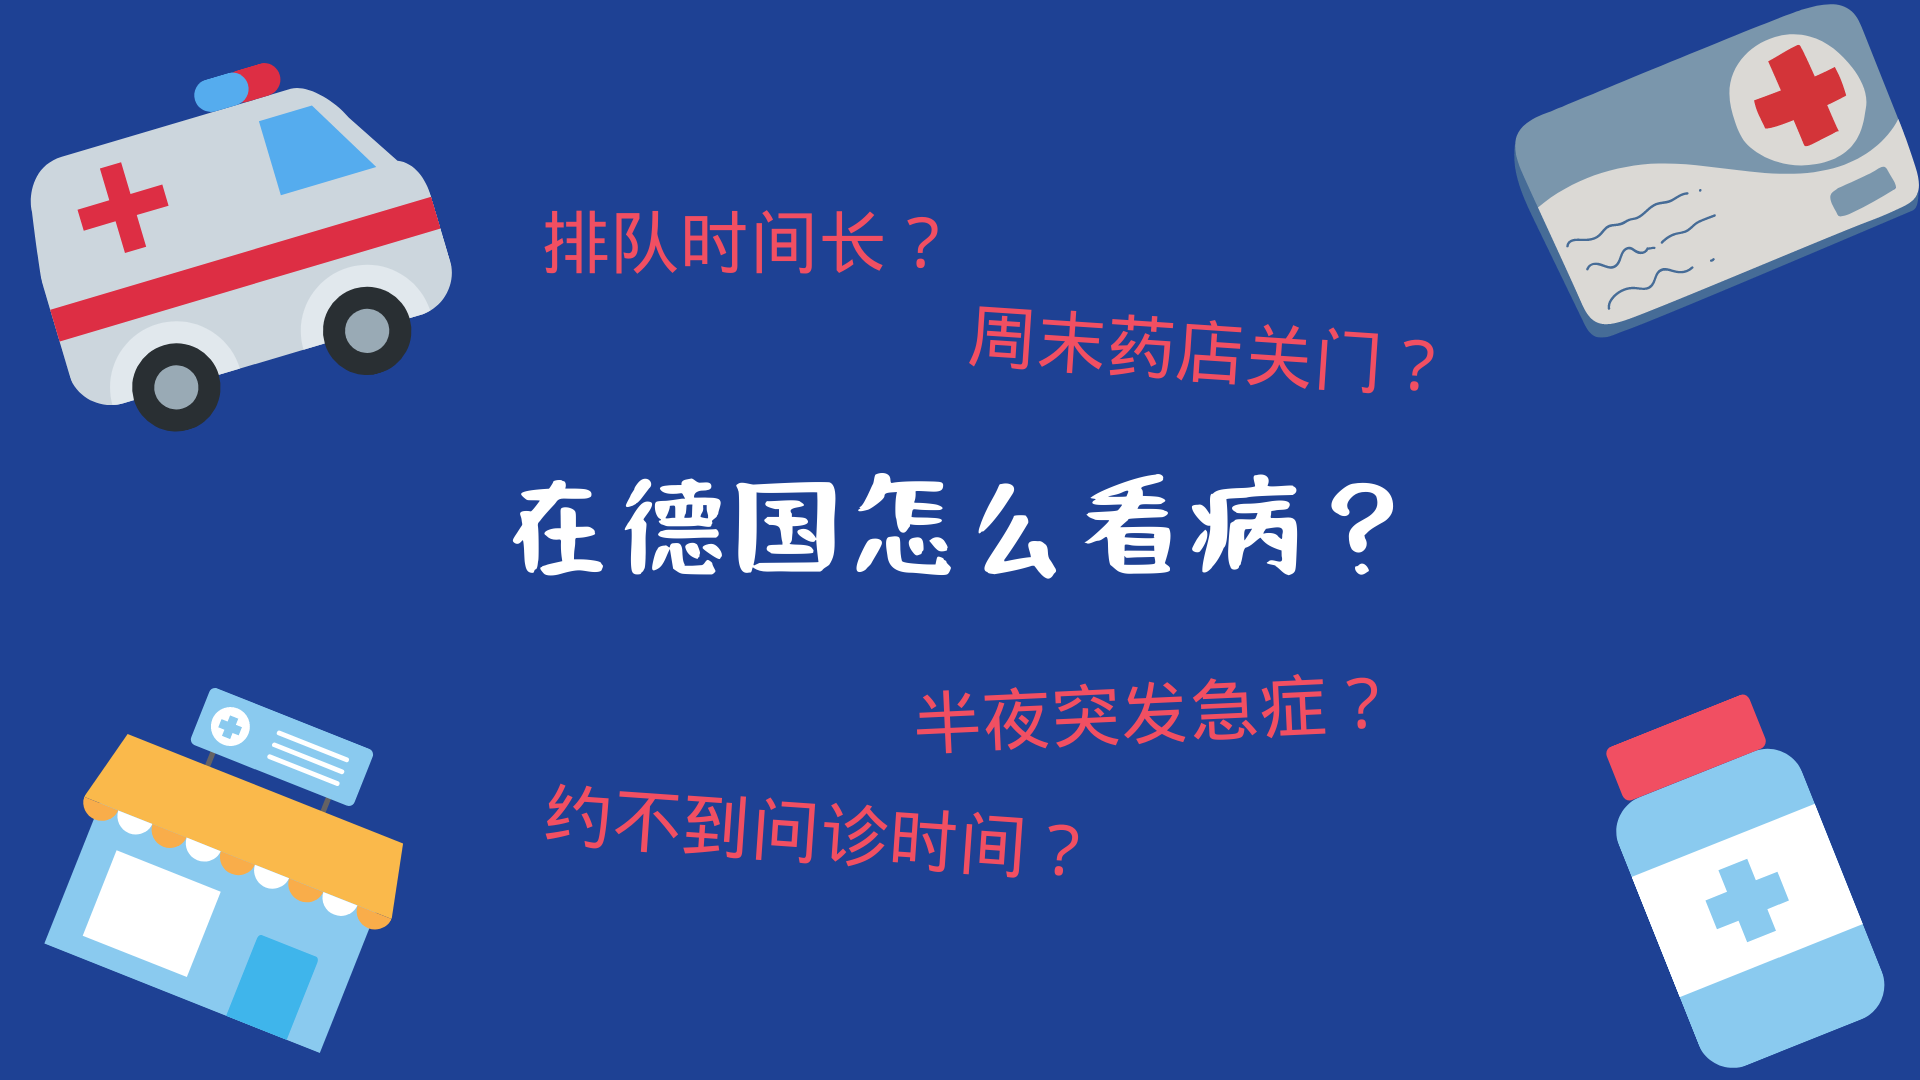 排队时间长？
周末药店关门？
在德国怎么看病？
半夜突发急症？
约不到问诊时间？